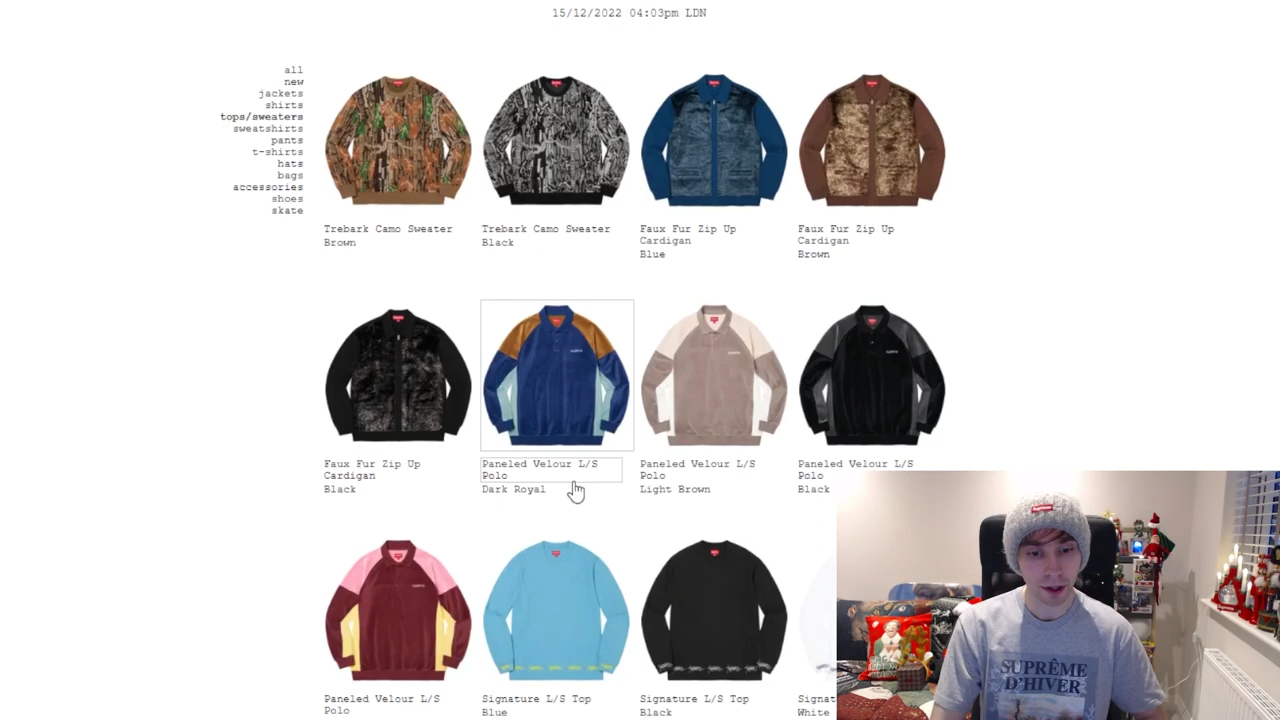 15/12/2022 04:03pm LDN
all
new
jackets
shirts
tops/sweaters
sweatshirts
pants
t-shirts
hats
bags
accessories
shoes
skate
Trebark Camo Sweater
Brown
Trebark Camo Sweater
Black
Faux Fur Zip Up
Cardigan
Blue
Faux Fur Zip Up
Cardigan
Brown
Faux Fur Zip Up
Cardigan
Black
Paneled Velour L/S
Polo
Dark Royal
Paneled Velour L/S
Polo
Light Brown
Paneled Velour L/S
Polo
Black
Paneled Velour L/S
Polo
Signature L/S Top
Blue
Signature L/S Top
Black
White
Supreme
SUPRÊME
D'HIVER